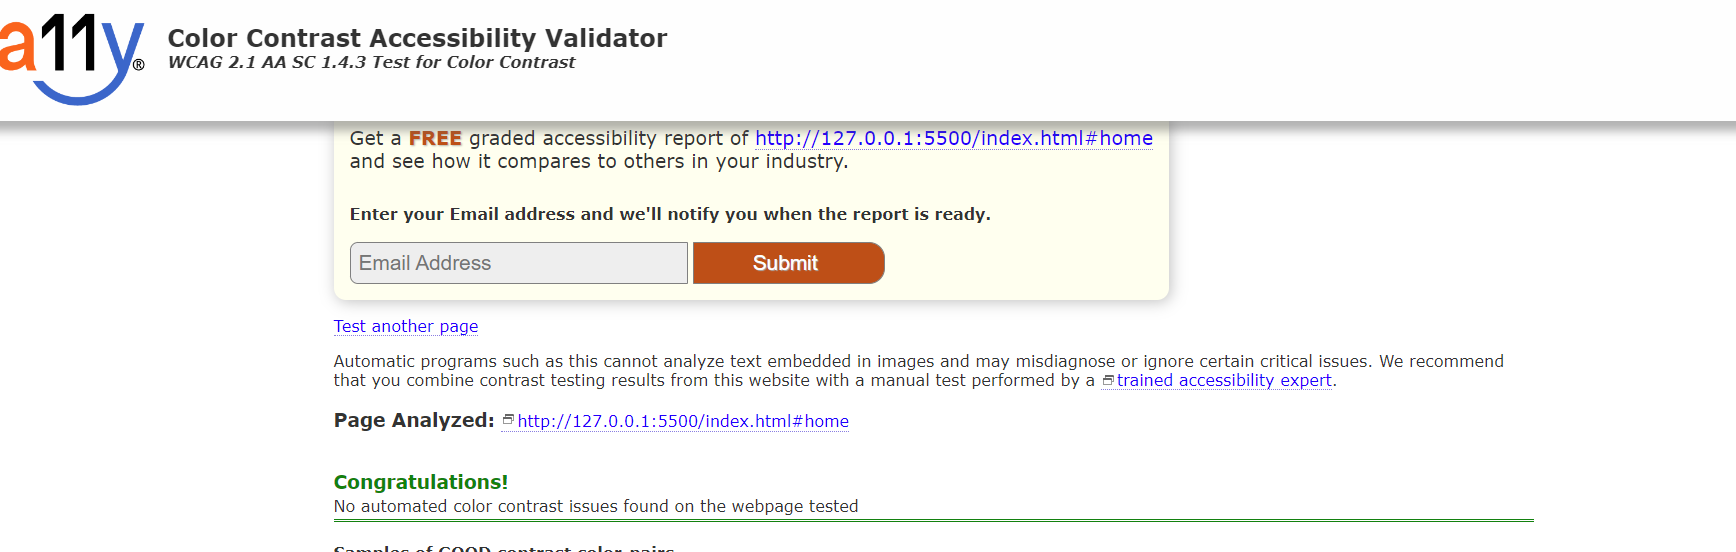 a11y®
Color Contrast Accessibility Validator
WCAG 2.1 AA SC 1.4.3 Test for Color Contrast
Get a FREE graded accessibility report of http://127.0.0.1:5500/index.html#home
and see how it compares to others in your industry.
Enter your Email address and we'll notify you when the report is ready.
Email Address
Submit
Test another page
Automatic programs such as this cannot analyze text embedded in images and may misdiagnose or ignore certain critical issues. We recommend
that you combine contrast testing results from this website with a manual test performed by a trained accessibility expert.
Page Analyzed: http://127.0.0.1:5500/index.html#home
Congratulations!
No automated color contrast issues found on the webpage tested
Samples of GOOD contrast color-pairs